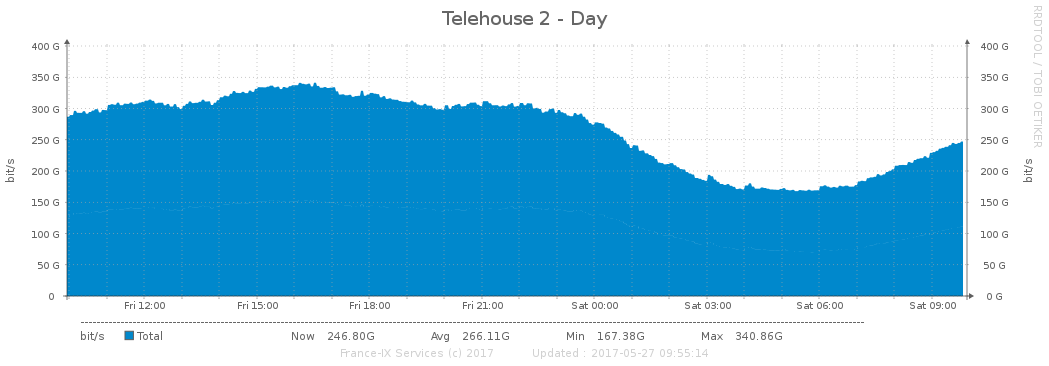 Telehouse 2 - Day
RRDTOOL / TOBI OETIKER
bit/s
bit/s
400 G 400 G
350 G 350 G
300 G 300 G
250 G 250 G
200 G 200 G
150 G 150 G
100 G 100 G
50 G 50 G
0 0 G
Fri 12:00 Fri 15:00 Fri 18:00 Fri 21:00 Sat 00:00 Sat 03:00 Sat 06:00 Sat 09:00
bit/s Total Now 246.80G Avg 266.11G Min 167.38G Max 340.86G
France-IX Services (c) 2017 Updated : 2017-05-27 09:55:14